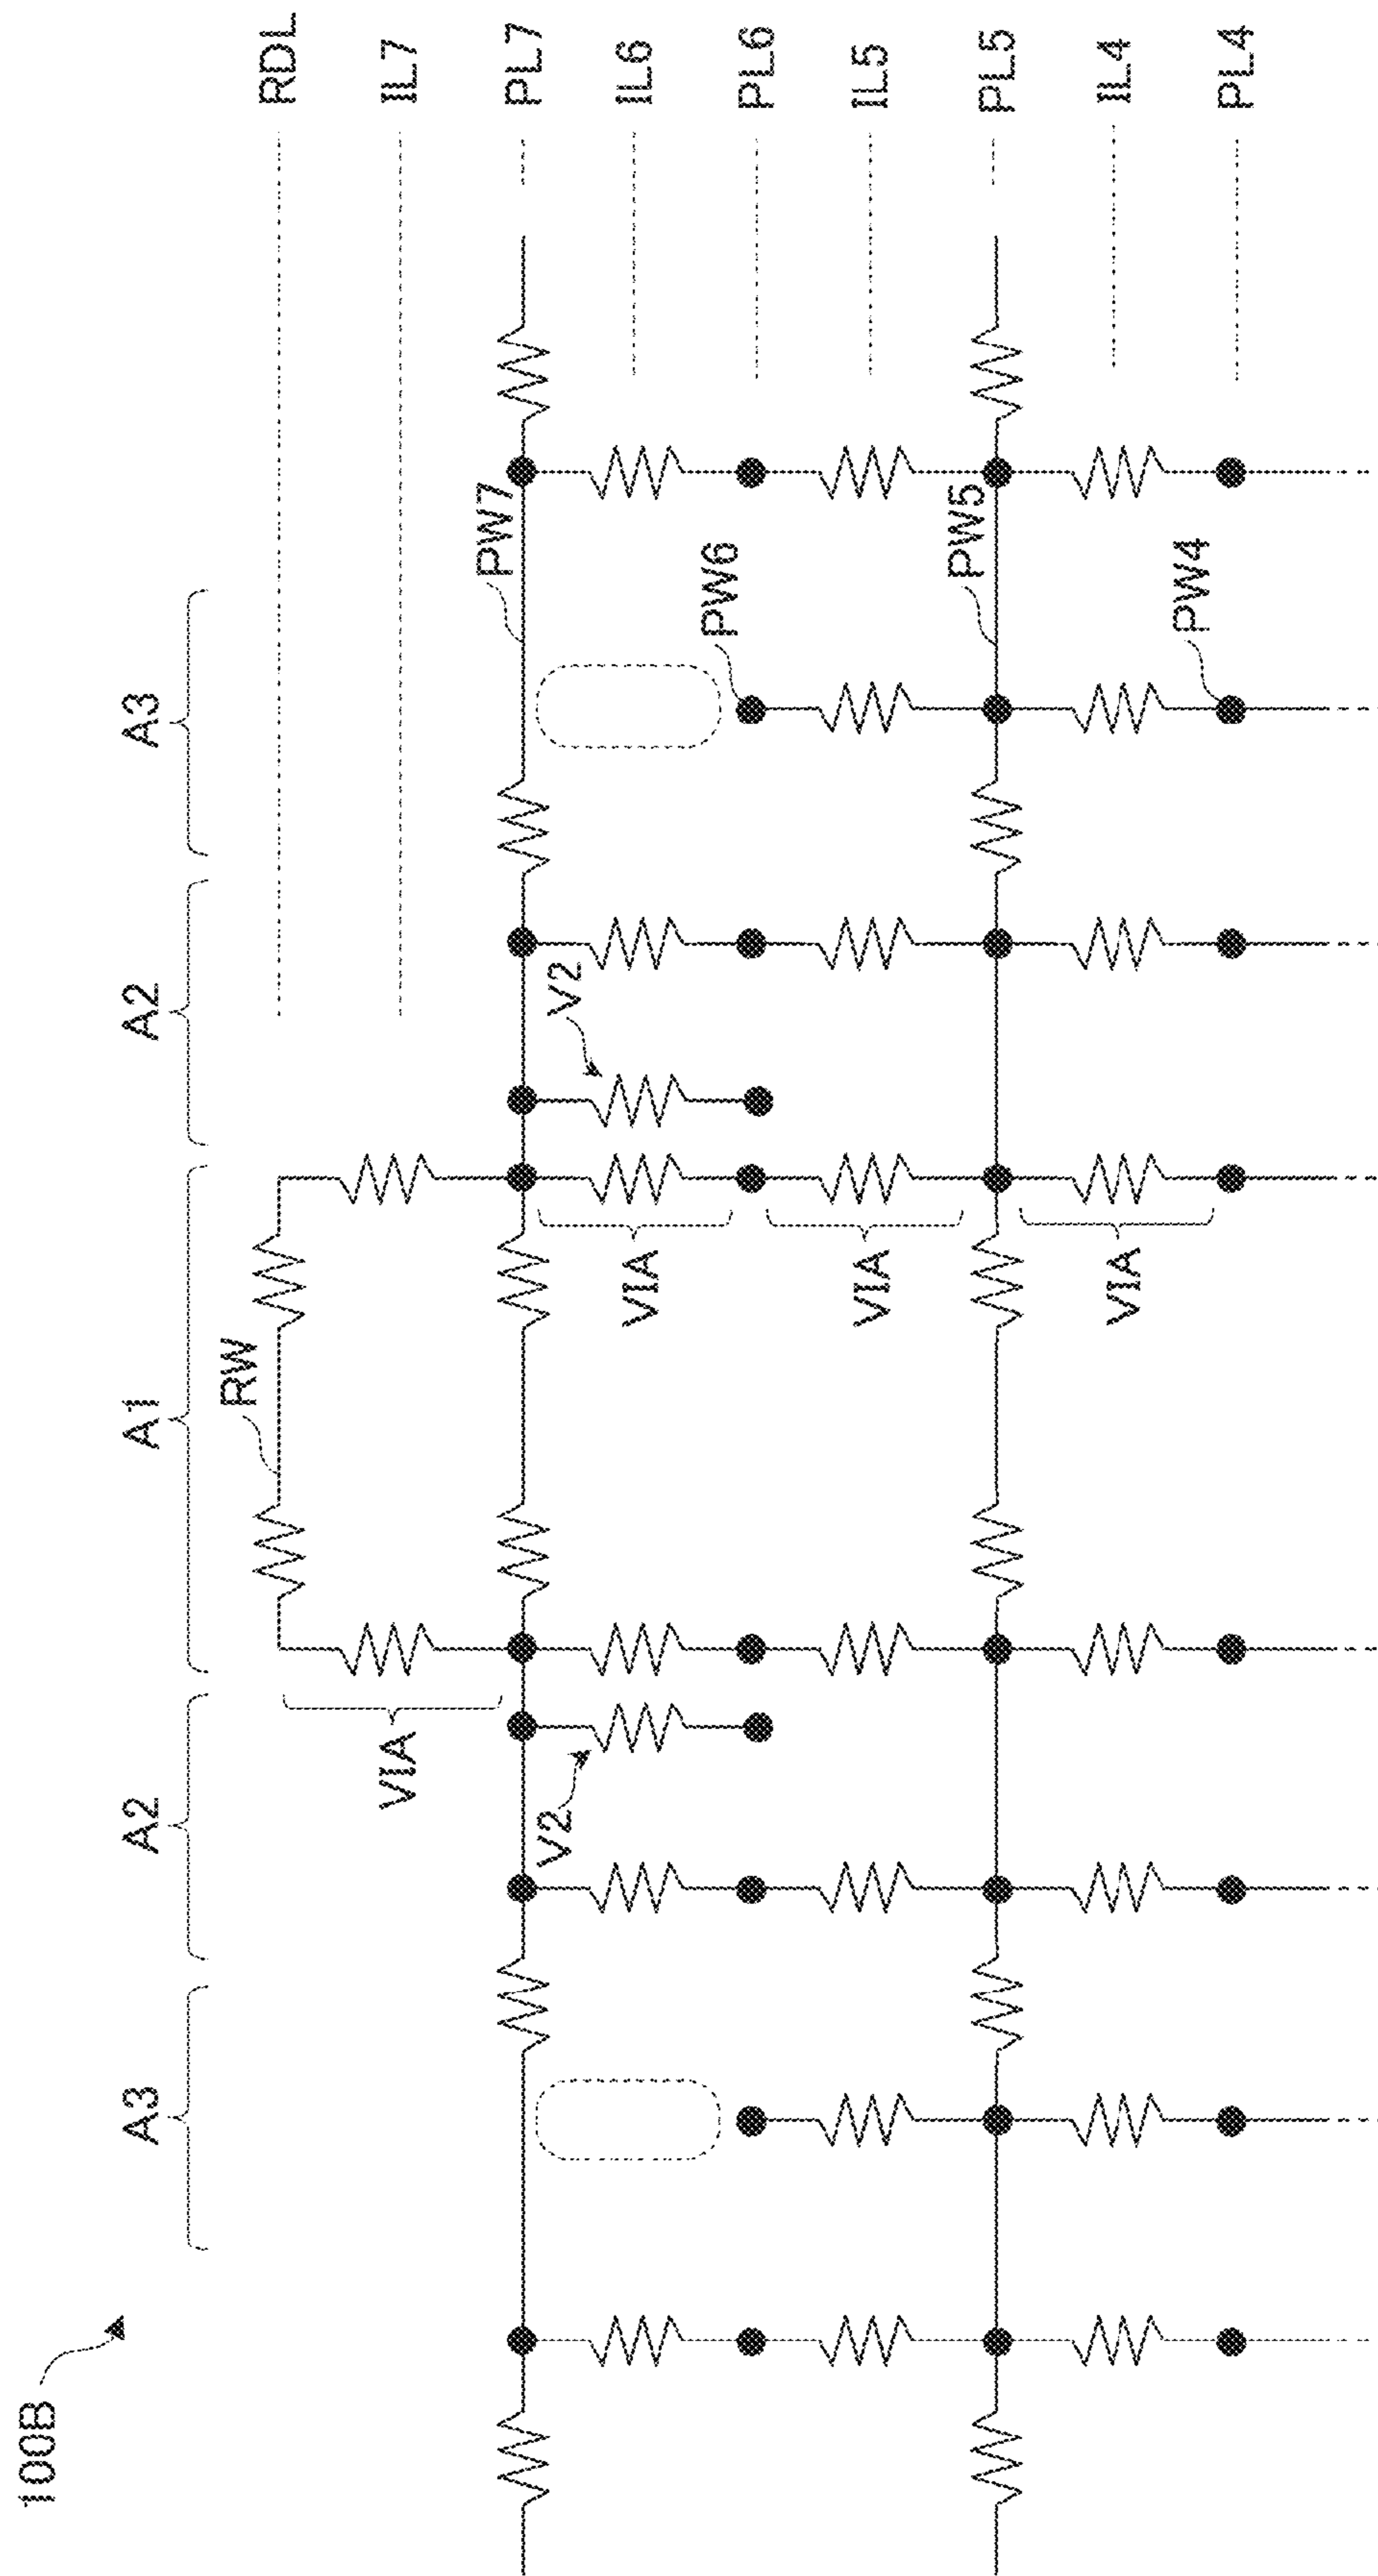 100B
A3
A2
A1
A2
A3
RW
RDL
VIA
IL7
PW7
PL7
V2
V2
VIA
IL6
PW6
PL6
VIA
IL5
PW5
PL5
VIA
IL4
PW4
PL4